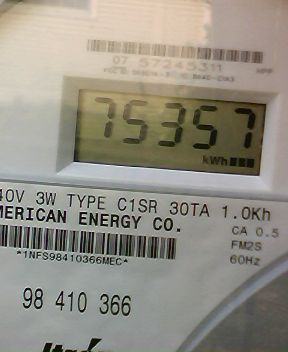 07 57245311
75357
kWh
40V 3W TYPE C1SR 30TA 1.0Kh
MERICAN ENERGY CO.
CA 0.5
FM2S
*1NFS98410366MEC*
60Hz
98 410 366
Itron